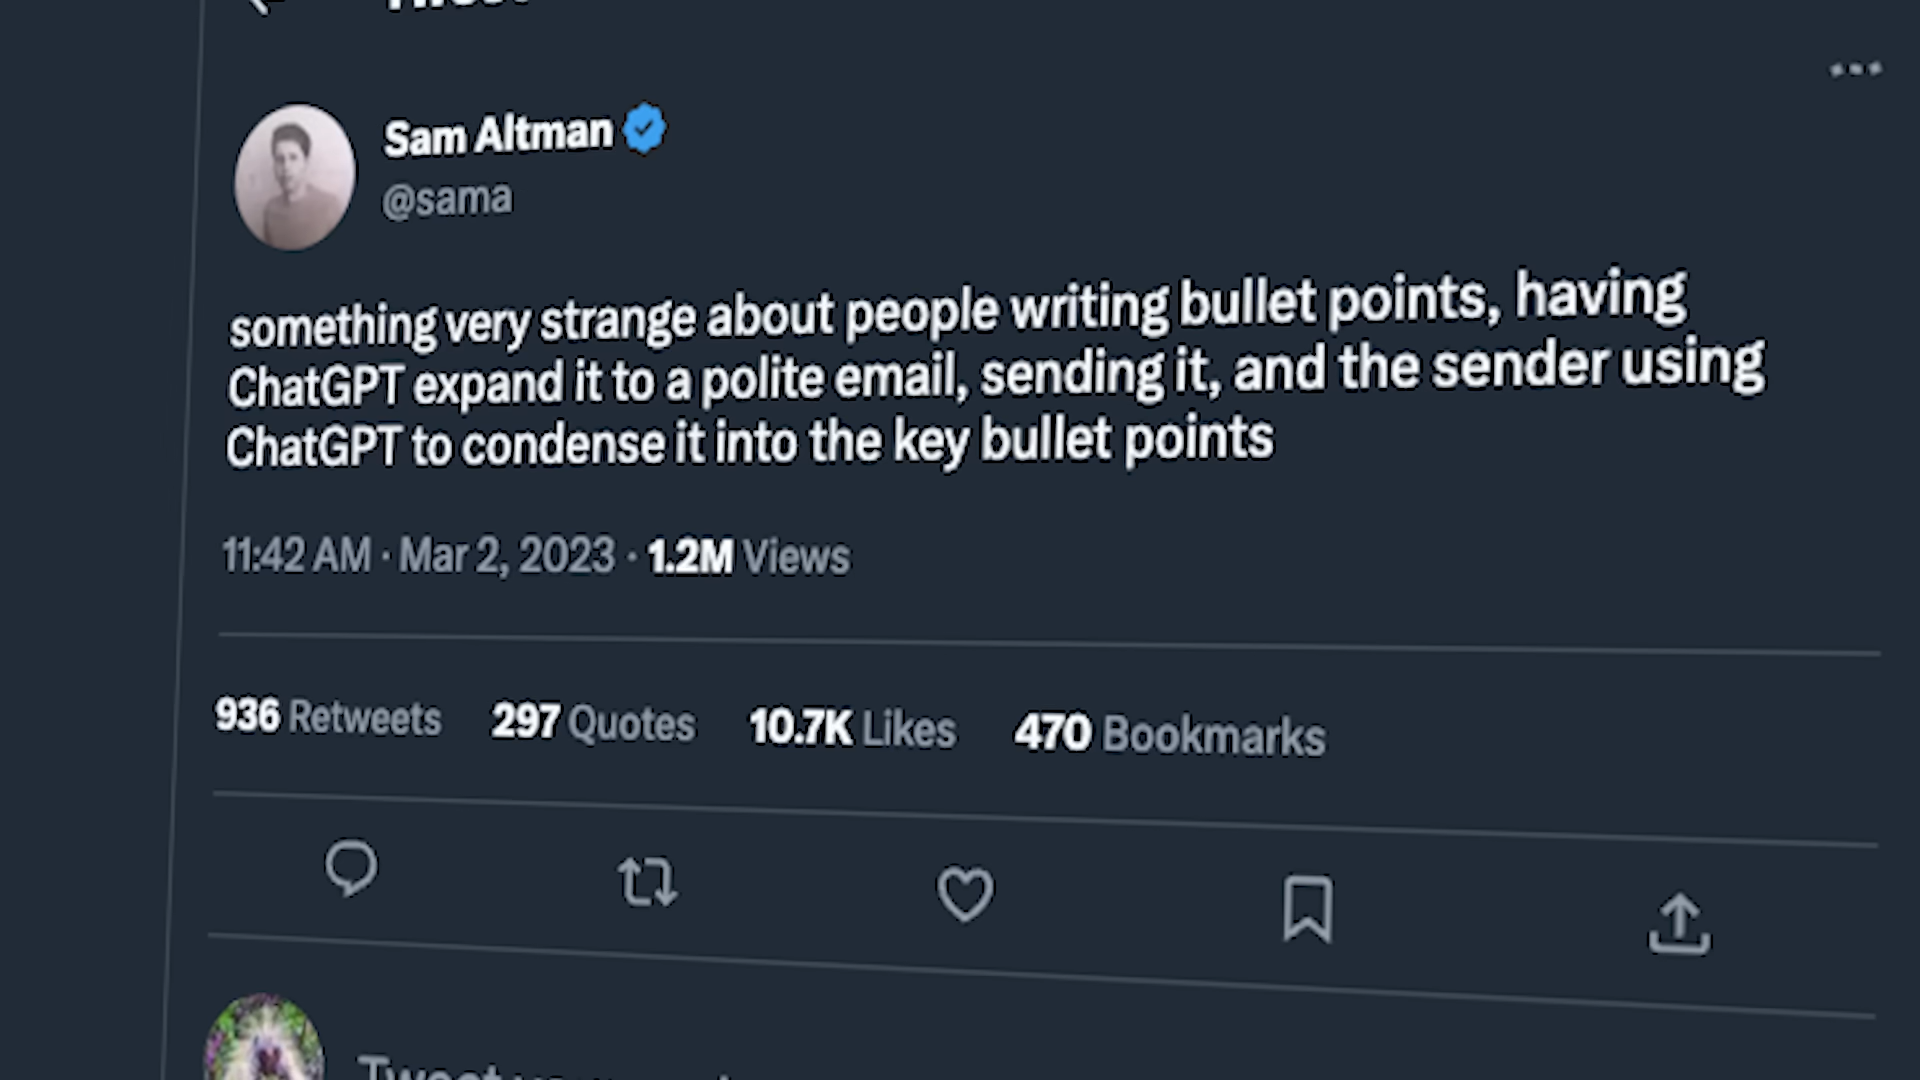 Sam Altman
@sama
something very strange about people writing bullet points, having
ChatGPT expand it to a polite email, sending it, and the sender using
ChatGPT to condense it into the key bullet points
11:42 AM · Mar 2, 2023 · 1.2M Views
936 Retweets 297 Quotes 10.7K Likes 470 Bookmarks
Tweet